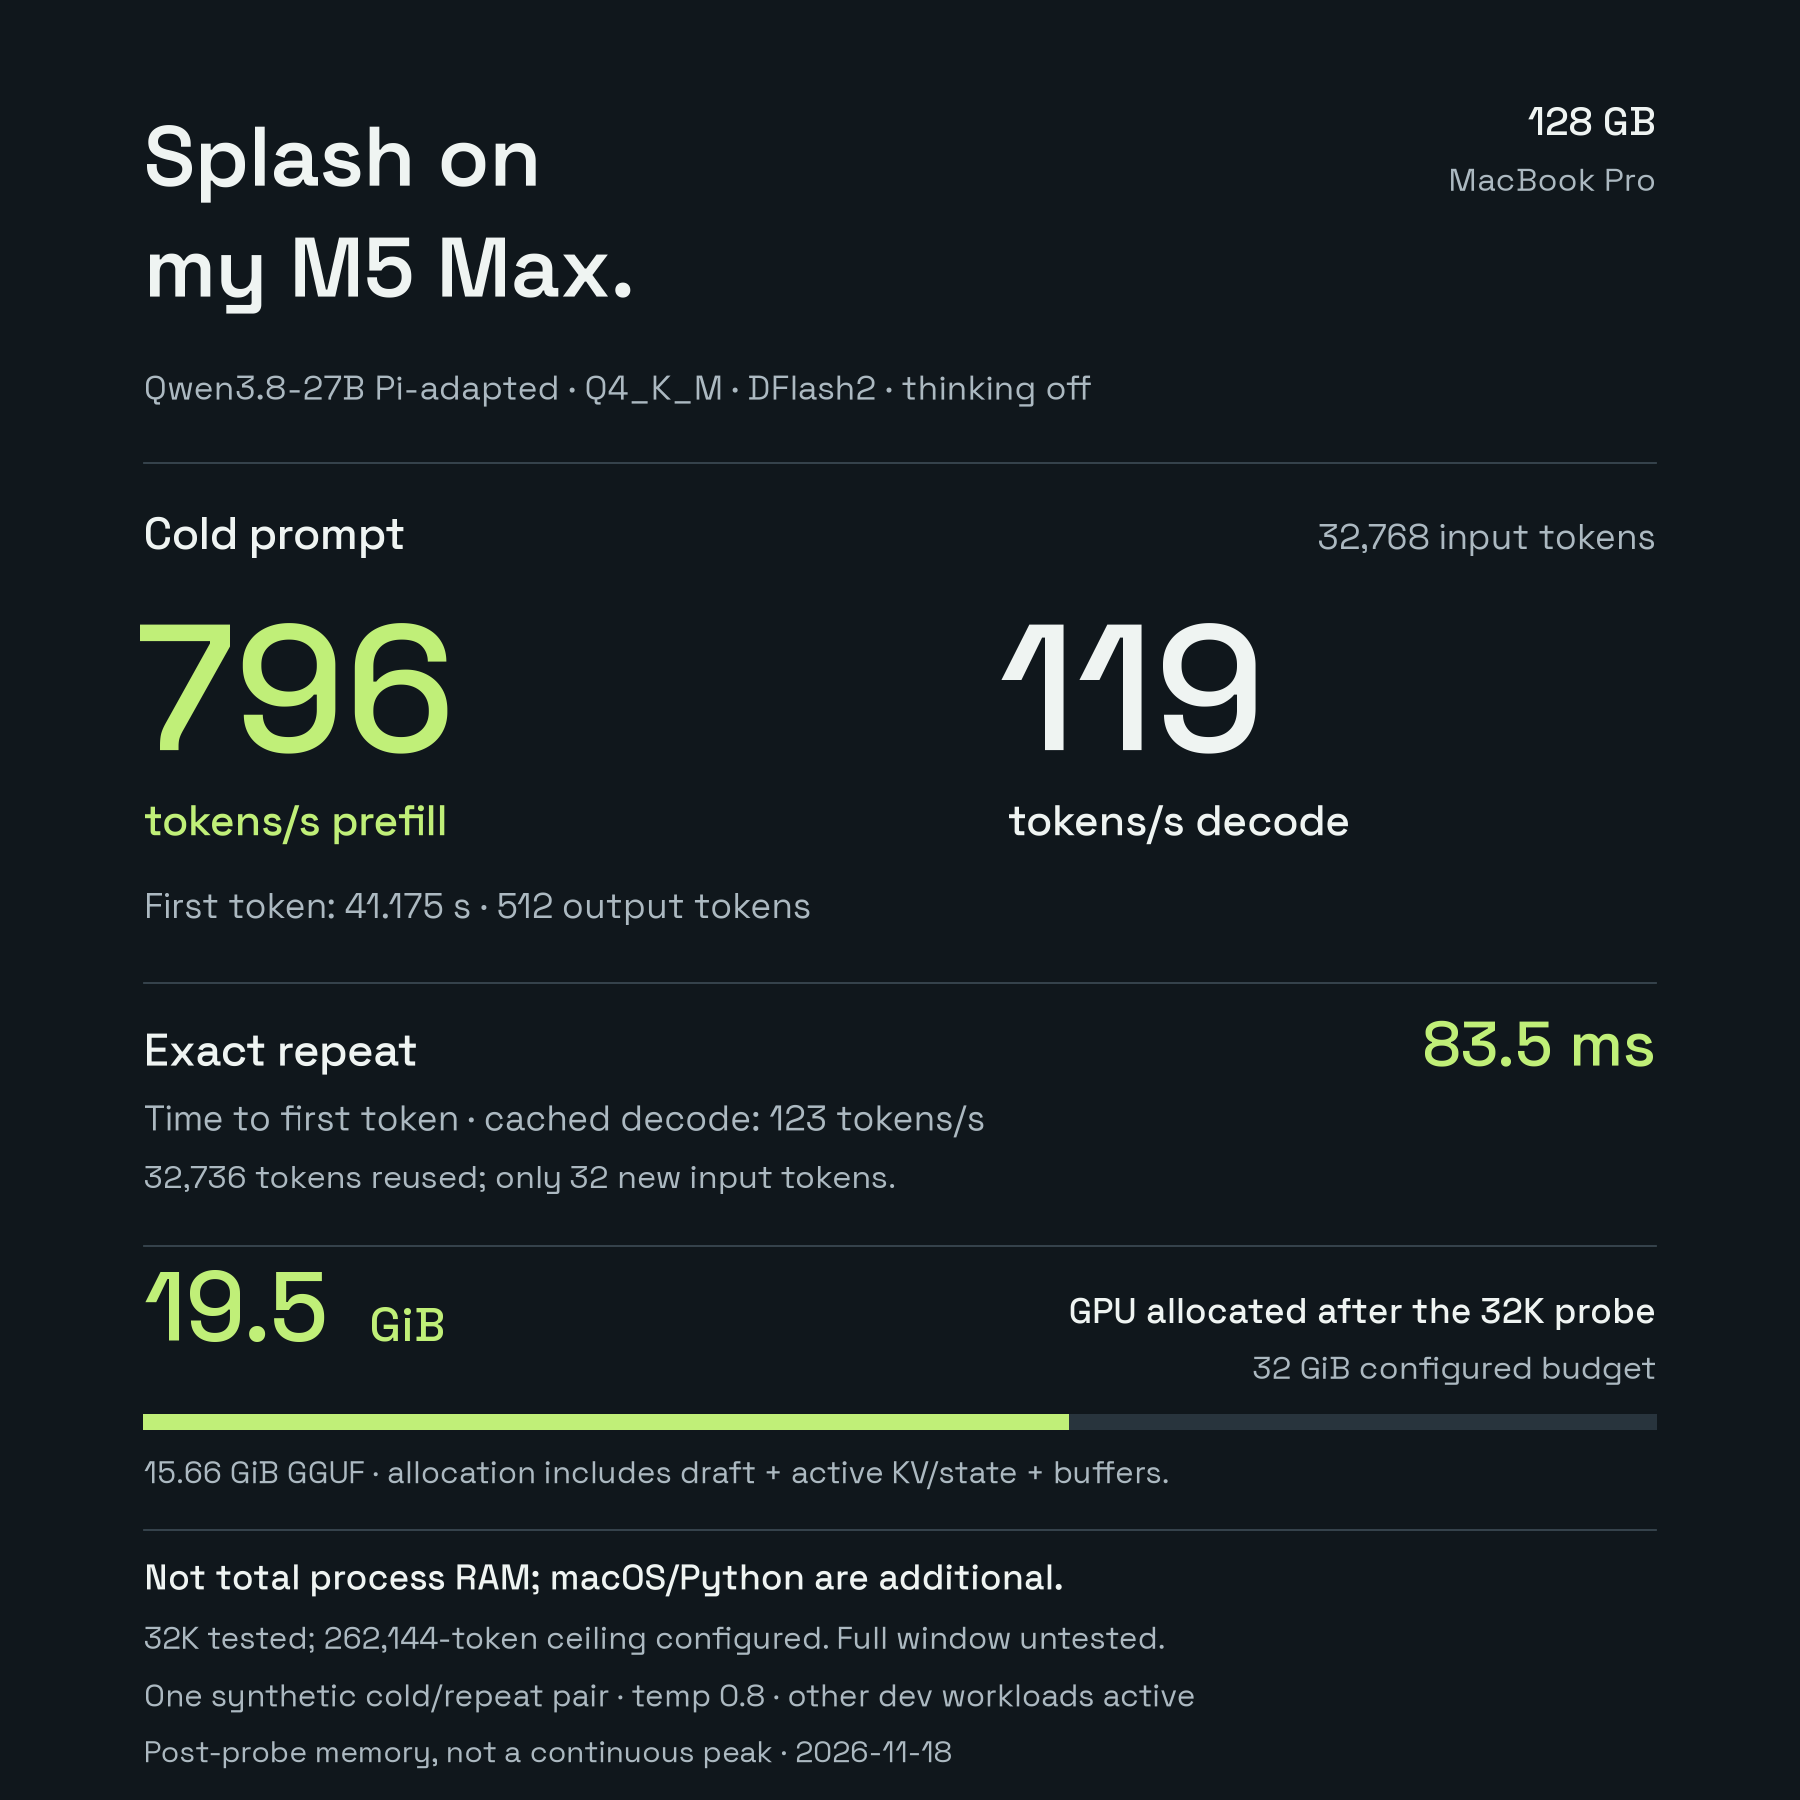 Splash on
my M5 Max.
128 GB
MacBook Pro
Qwen3.8-27B Pi-adapted · Q4_K_M · DFlash2 · thinking off
Cold prompt
32,768 input tokens
796
tokens/s prefill
119
tokens/s decode
First token: 41.175 s · 512 output tokens
Exact repeat
83.5 ms
Time to first token · cached decode: 123 tokens/s
32,736 tokens reused; only 32 new input tokens.
19.5 GiB
GPU allocated after the 32K probe
32 GiB configured budget
15.66 GiB GGUF · allocation includes draft + active KV/state + buffers.
Not total process RAM; macOS/Python are additional.
32K tested; 262,144-token ceiling configured. Full window untested.
One synthetic cold/repeat pair · temp 0.8 · other dev workloads active
Post-probe memory, not a continuous peak · 2026-11-18